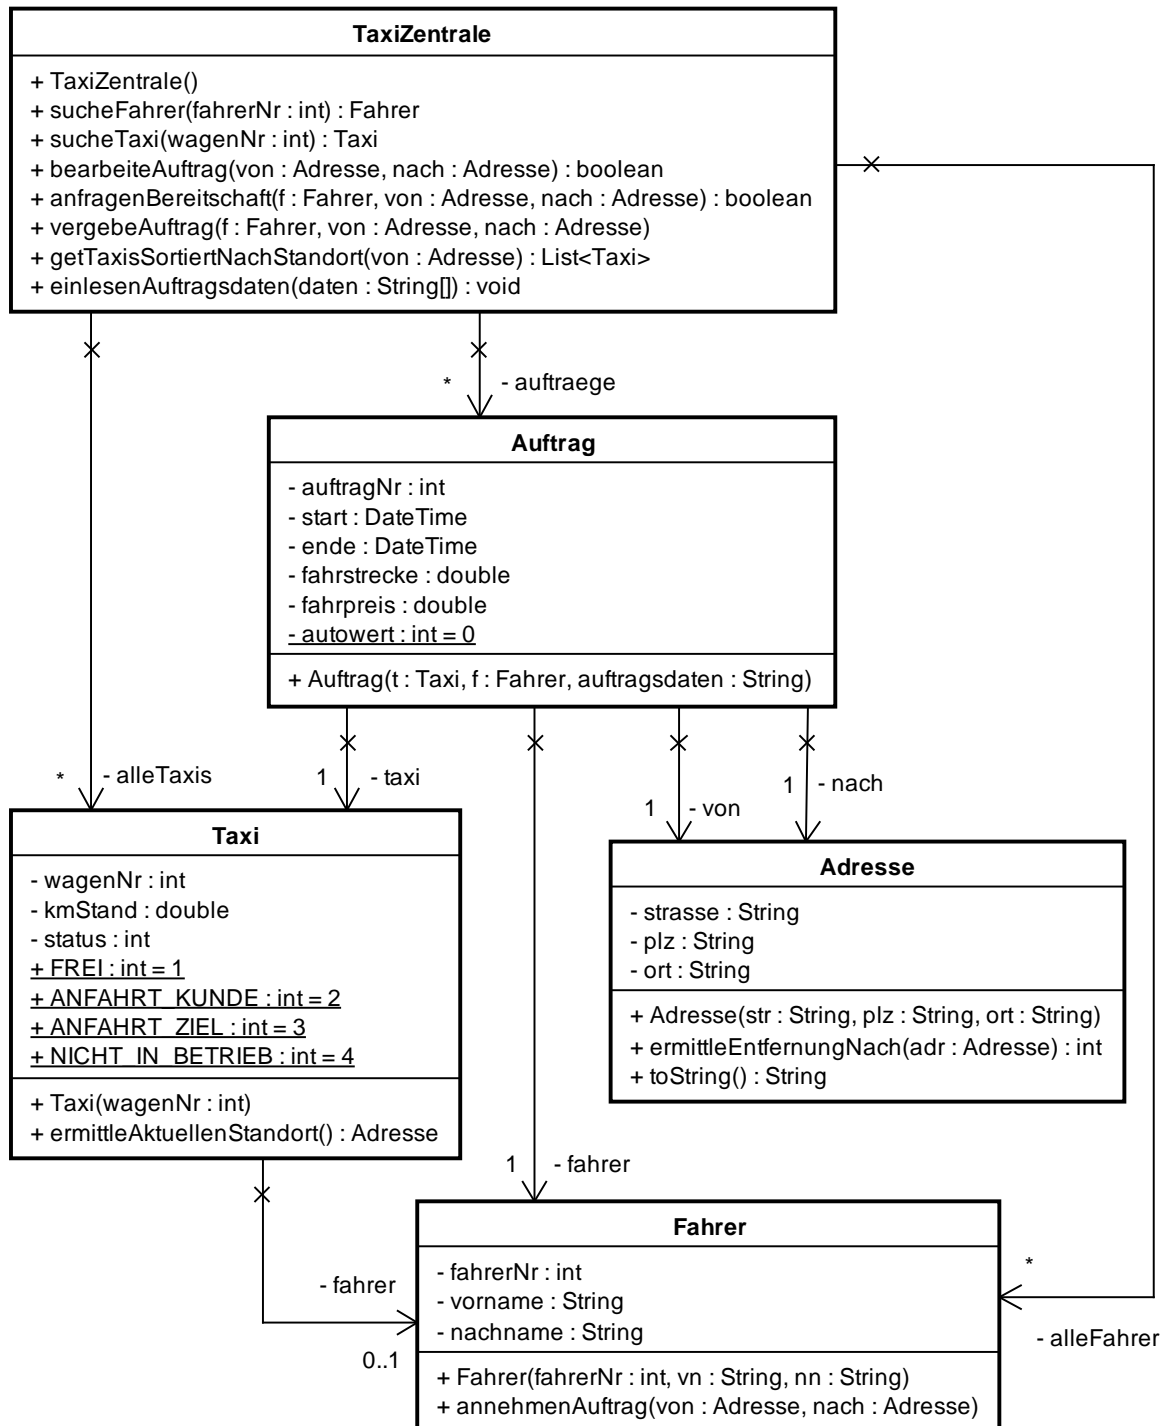 TaxiZentrale
+ TaxiZentrale()
+ sucheFahrer(fahrerNr : int) : Fahrer
+ sucheTaxi(wagenNr : int) : Taxi
+ bearbeiteAuftrag(von : Adresse, nach : Adresse) : boolean
+ anfragenBereitschaft(f : Fahrer, von : Adresse, nach : Adresse) : boolean
+ vergebeAuftrag(f : Fahrer, von : Adresse, nach : Adresse)
+ getTaxisSortiertNachStandort(von : Adresse) : List<Taxi>
+ einlesenAuftragsdaten(daten : String[]) : void
* - auftraege
Auftrag
- auftragNr : int
- start : DateTime
- ende : DateTime
- fahrstrecke : double
- fahrpreis : double
- autowert : int = 0
+ Auftrag(t : Taxi, f : Fahrer, auftragsdaten : String)
* - alleTaxis
1 - taxi
1 - von
1 - nach
Taxi
- wagenNr : int
- kmStand : double
- status : int
+ FREI : int = 1
+ ANFAHRT_KUNDE : int = 2
+ ANFAHRT_ZIEL : int = 3
+ NICHT_IN_BETRIEB : int = 4
+ Taxi(wagenNr : int)
+ ermittleAktuellenStandort() : Adresse
Adresse
- strasse : String
- plz : String
- ort : String
+ Adresse(str : String, plz : String, ort : String)
+ ermittleEntfernungNach(adr : Adresse) : int
+ toString() : String
1 - fahrer
- fahrer
0..1
Fahrer
- fahrerNr : int
- vorname : String
- nachname : String
+ Fahrer(fahrerNr : int, vn : String, nn : String)
+ annehmenAuftrag(von : Adresse, nach : Adresse)
*
- alleFahrer